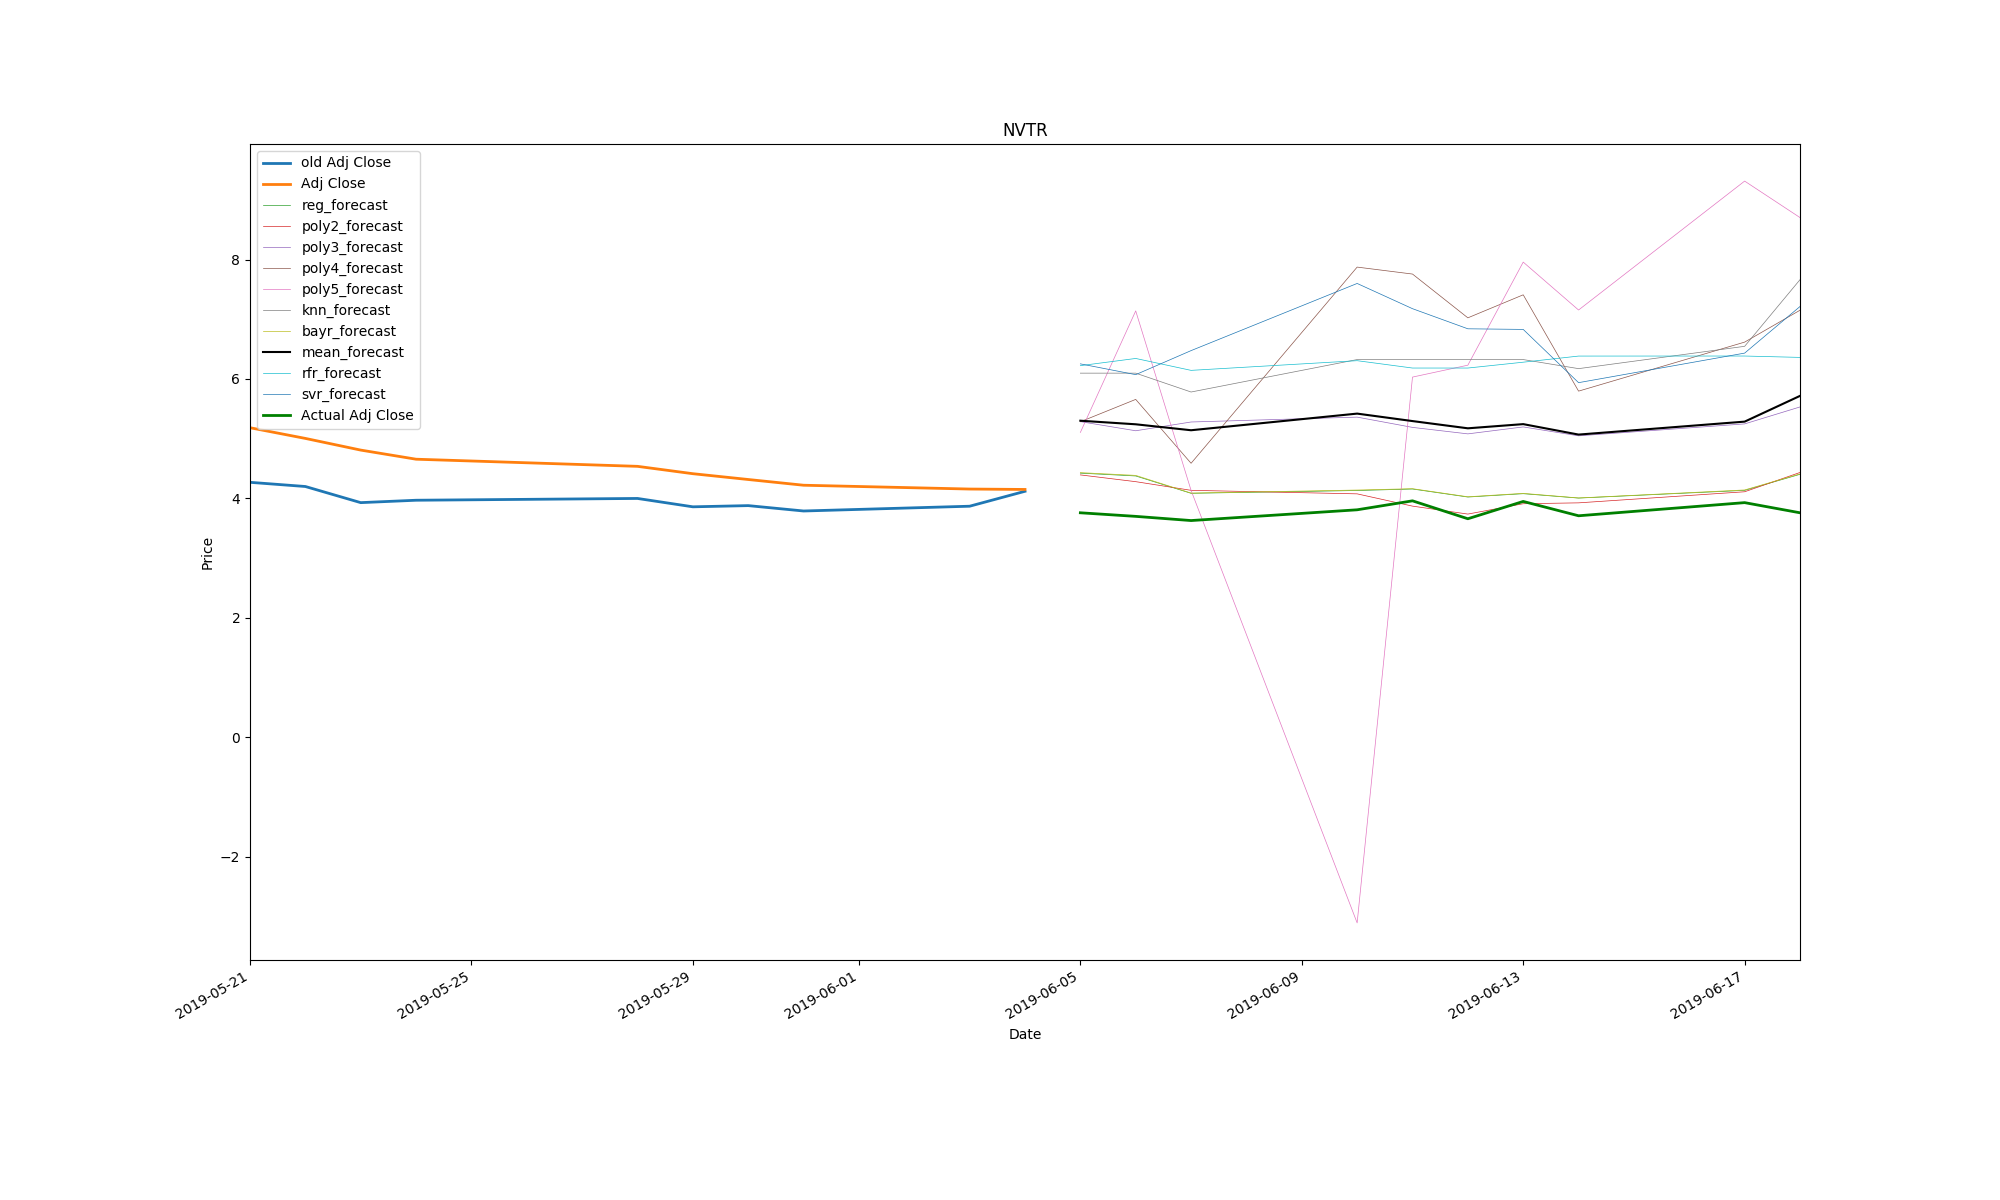 NVTR
old Adj Close
Adj Close
reg_forecast
poly2_forecast
poly3_forecast
poly4_forecast
poly5_forecast
knn_forecast
bayr_forecast
mean_forecast
rfr_forecast
svr_forecast
Actual Adj Close
8
6
4
2
0
−2
Price
2019-05-21
2019-05-25
2019-05-29
2019-06-01
2019-06-05
2019-06-09
2019-06-13
2019-06-17
Date